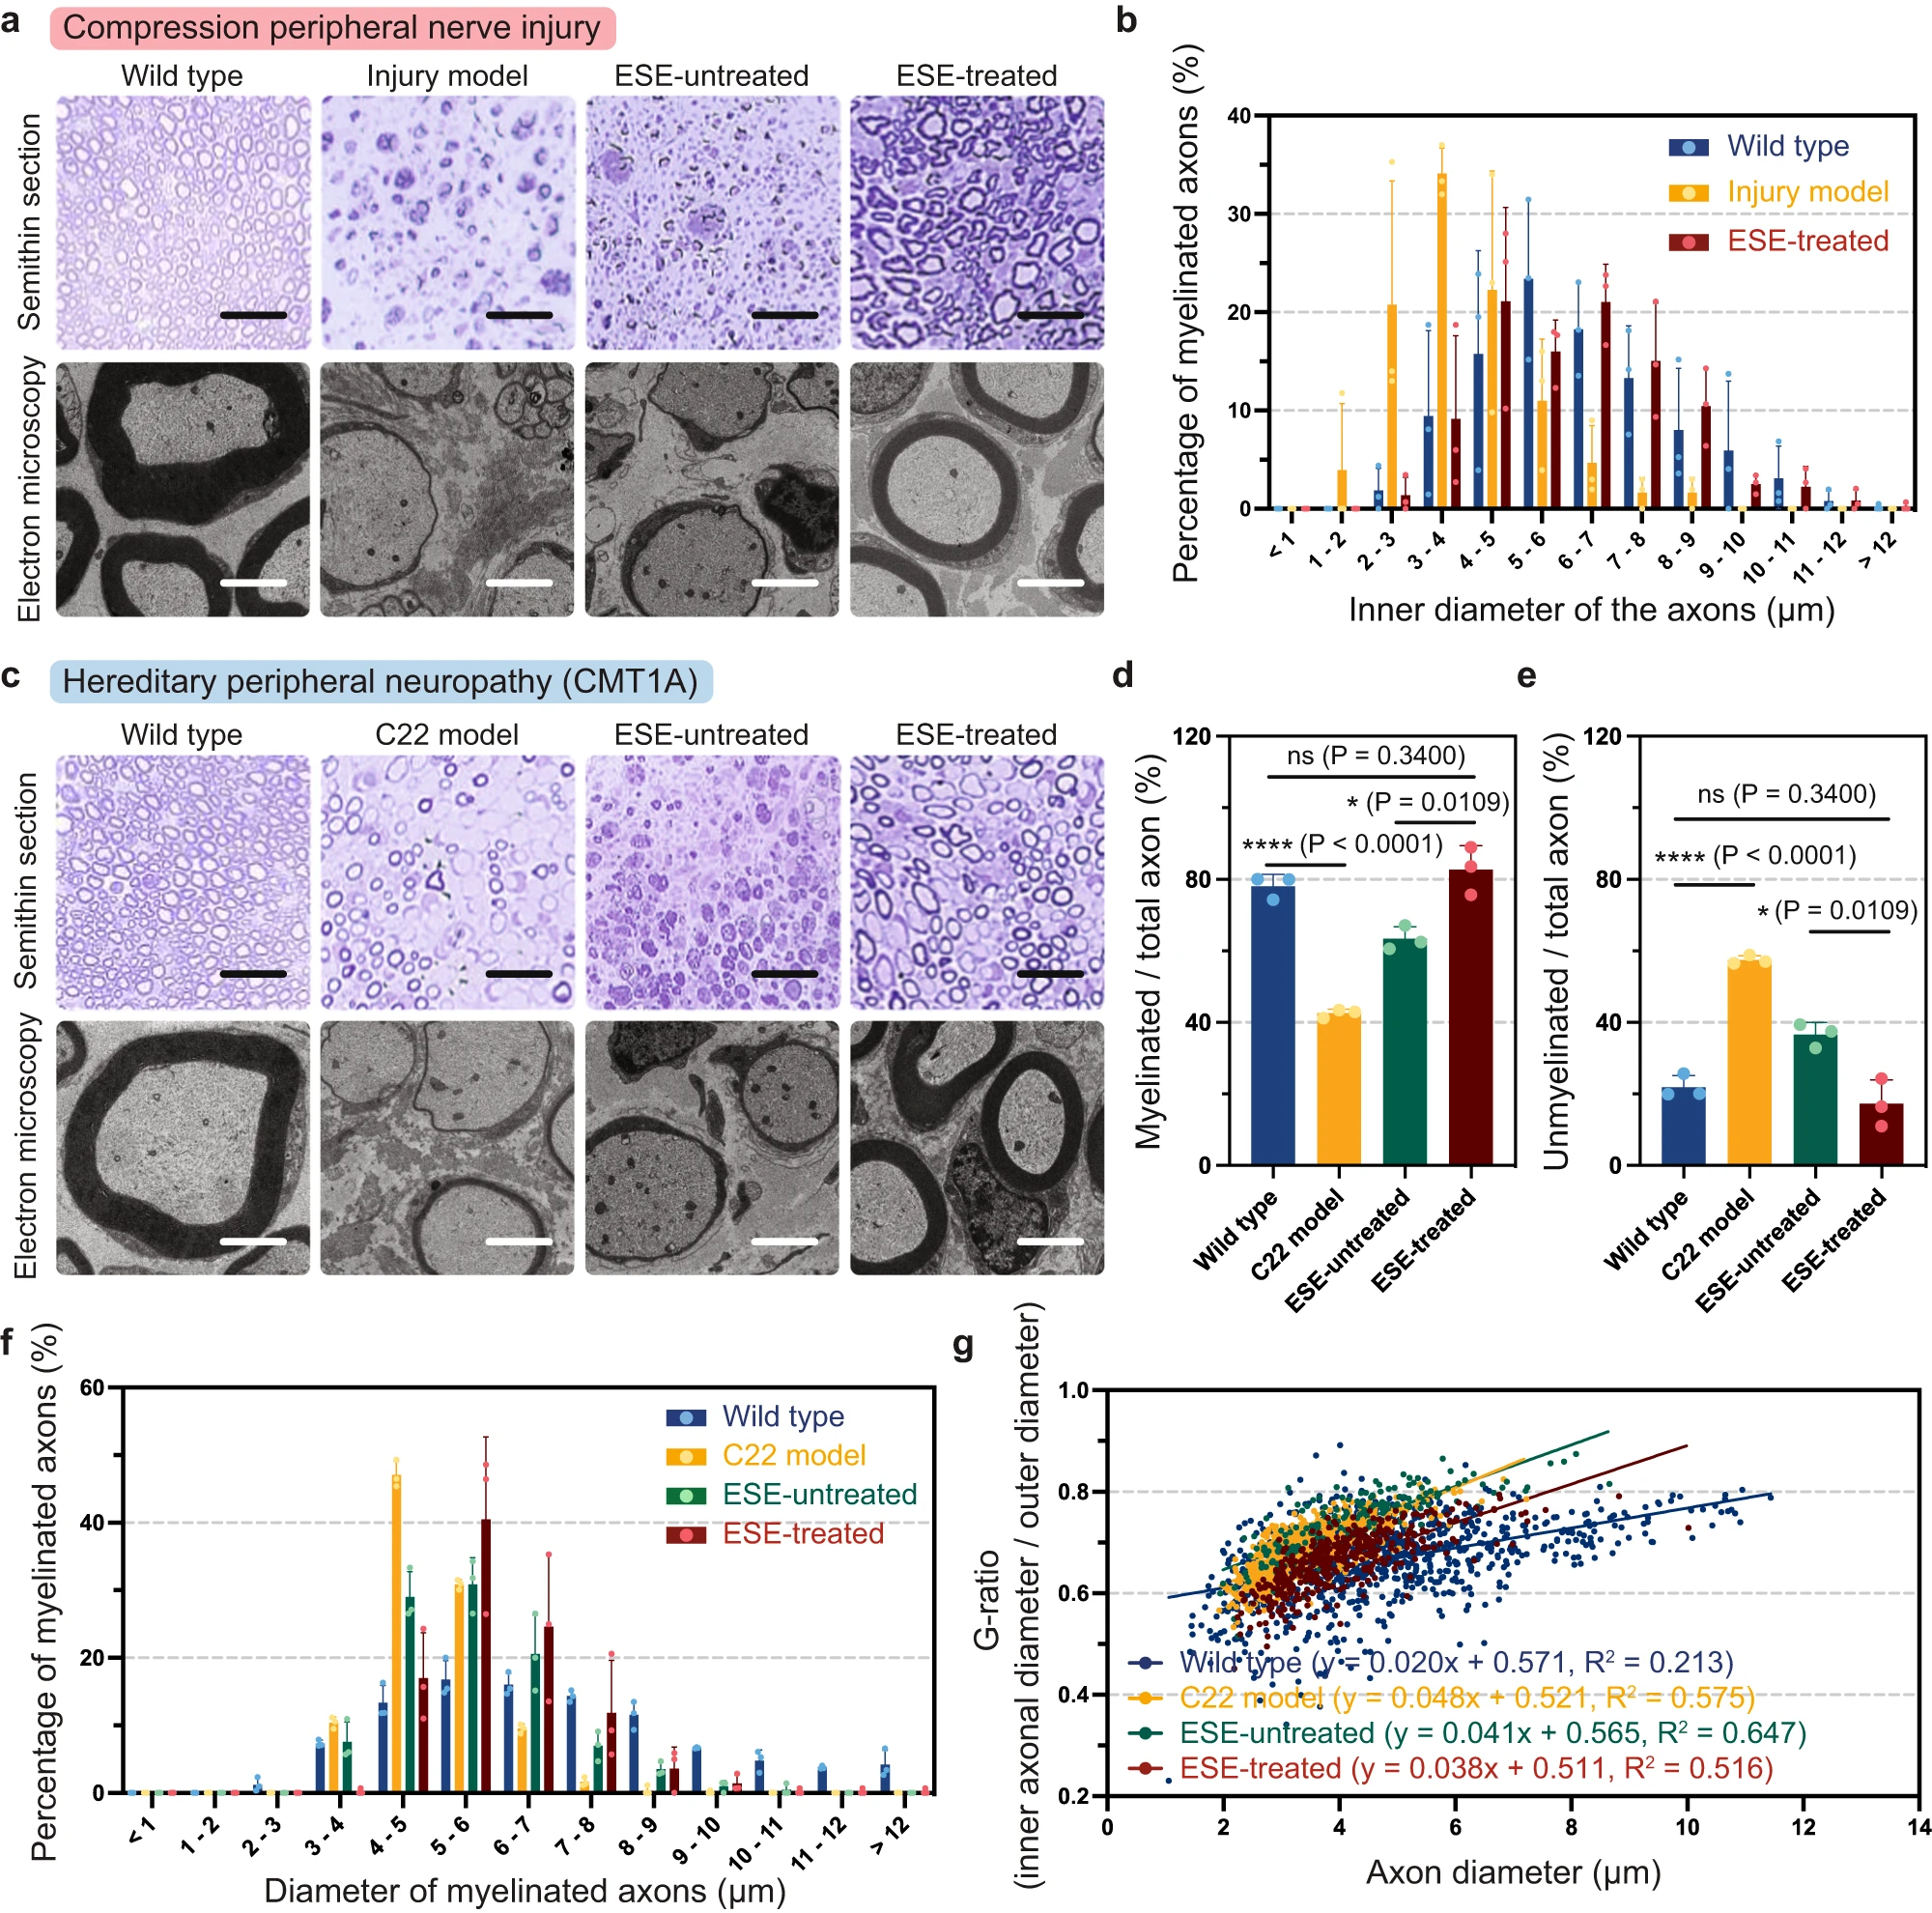 a
Compression peripheral nerve injury
Wild type
Injury model
ESE-untreated
ESE-treated
Semithin section
Electron microscopy
b
Percentage of myelinated axons (%)
40
30
20
10
0
Wild type
Injury model
ESE-treated
< 1
1 - 2
2 - 3
3 - 4
4 - 5
5 - 6
6 - 7
7 - 8
8 - 9
9 - 10
10 - 11
11 - 12
> 12
Inner diameter of the axons (µm)
c
Hereditary peripheral neuropathy (CMT1A)
Wild type
C22 model
ESE-untreated
ESE-treated
Semithin section
Electron microscopy
d
Myelinated / total axon (%)
120
80
40
0
ns (P = 0.3400)
* (P = 0.0109)
**** (P < 0.0001)
Wild type
C22 model
ESE-untreated
ESE-treated
e
Unmyelinated / total axon (%)
120
80
40
0
ns (P = 0.3400)
**** (P < 0.0001)
* (P = 0.0109)
Wild type
C22 model
ESE-untreated
ESE-treated
f
Percentage of myelinated axons (%)
60
40
20
0
Wild type
C22 model
ESE-untreated
ESE-treated
< 1
1 - 2
2 - 3
3 - 4
4 - 5
5 - 6
6 - 7
7 - 8
8 - 9
9 - 10
10 - 11
11 - 12
> 12
Diameter of myelinated axons (µm)
g
G-ratio
(inner axonal diameter / outer diameter)
1.0
0.8
0.6
0.4
0.2
Wild type (y = 0.020x + 0.571, R² = 0.213)
C22 model (y = 0.048x + 0.521, R² = 0.575)
ESE-untreated (y = 0.041x + 0.565, R² = 0.647)
ESE-treated (y = 0.038x + 0.511, R² = 0.516)
0
2
4
6
8
10
12
14
Axon diameter (µm)